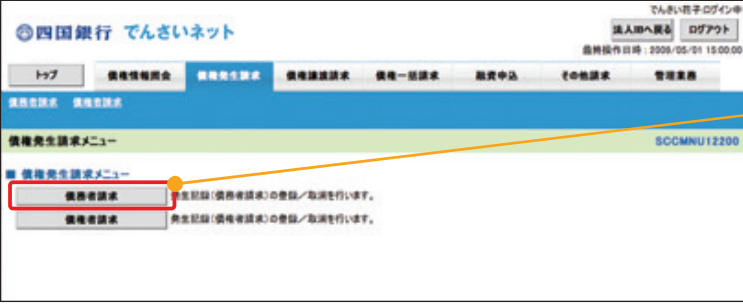 でんさい花子ログイン中
四国銀行 でんさいネット
法人IBへ戻る ログアウト
最終操作日時：2009/05/01 15:00:00
トップ 債権情報照会 債権発生請求 債権譲渡請求 債権一括請求 融資申込 その他請求 管理業務
債務者請求 債権者請求
債権発生請求メニュー SCCMNU12200
■ 債権発生請求メニュー
債務者請求 発生記録（債務者請求）の登録／取消を行います。
債権者請求 発生記録（債権者請求）の登録／取消を行います。